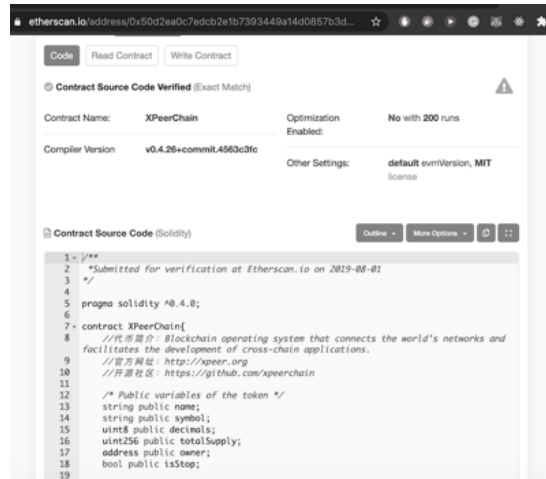 etherscan.io/address/0x50d2ea0c7edcb2e1b7393449a14d0857b3d...
Code Read Contract Write Contract
Contract Source Code Verified (Exact Match)
Contract Name: XPeerChain Optimization Enabled: No with 200 runs
Compiler Version v0.4.26+commit.4563c3fc Other Settings: default evmVersion, MIT license
Contract Source Code (Solidity) Outline More Options
1 /**
2 *Submitted for verification at Etherscan.io on 2019-08-01
3 */
4
5 pragma solidity ^0.4.0;
6
7 contract XPeerChain{
8 //代币简介: Blockchain operating system that connects the world's networks and
facilitates the development of cross-chain applications.
9 //官方网址: http://xpeer.org
10 //开源社区: https://github.com/xpeerchain
11
12 /* Public variables of the token */
13 string public name;
14 string public symbol;
15 uint8 public decimals;
16 uint256 public totalSupply;
17 address public owner;
18 bool public isStop;
19